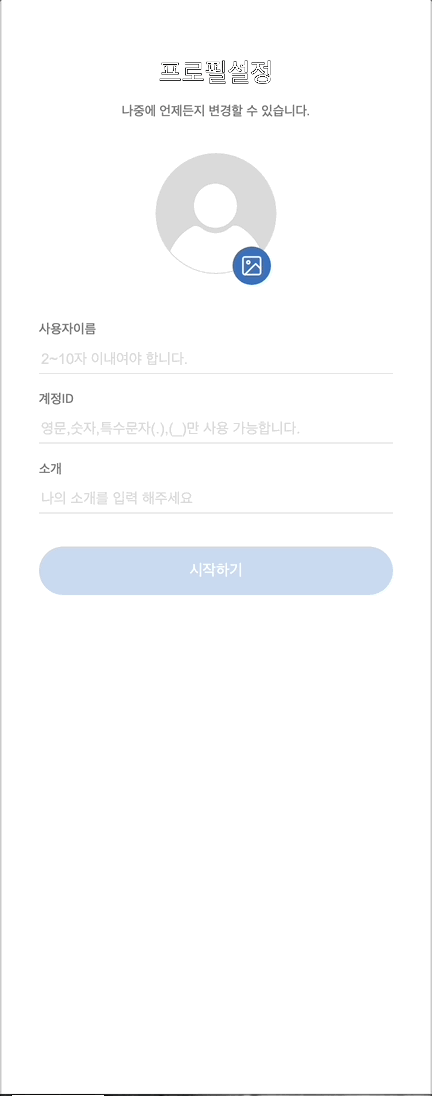 프로필설정
나중에 언제든지 변경할 수 있습니다.
사용자이름
2~10자 이내여야 합니다.
계정ID
영문,숫자,특수문자(.),(_)만 사용 가능합니다.
소개
나의 소개를 입력 해주세요
시작하기